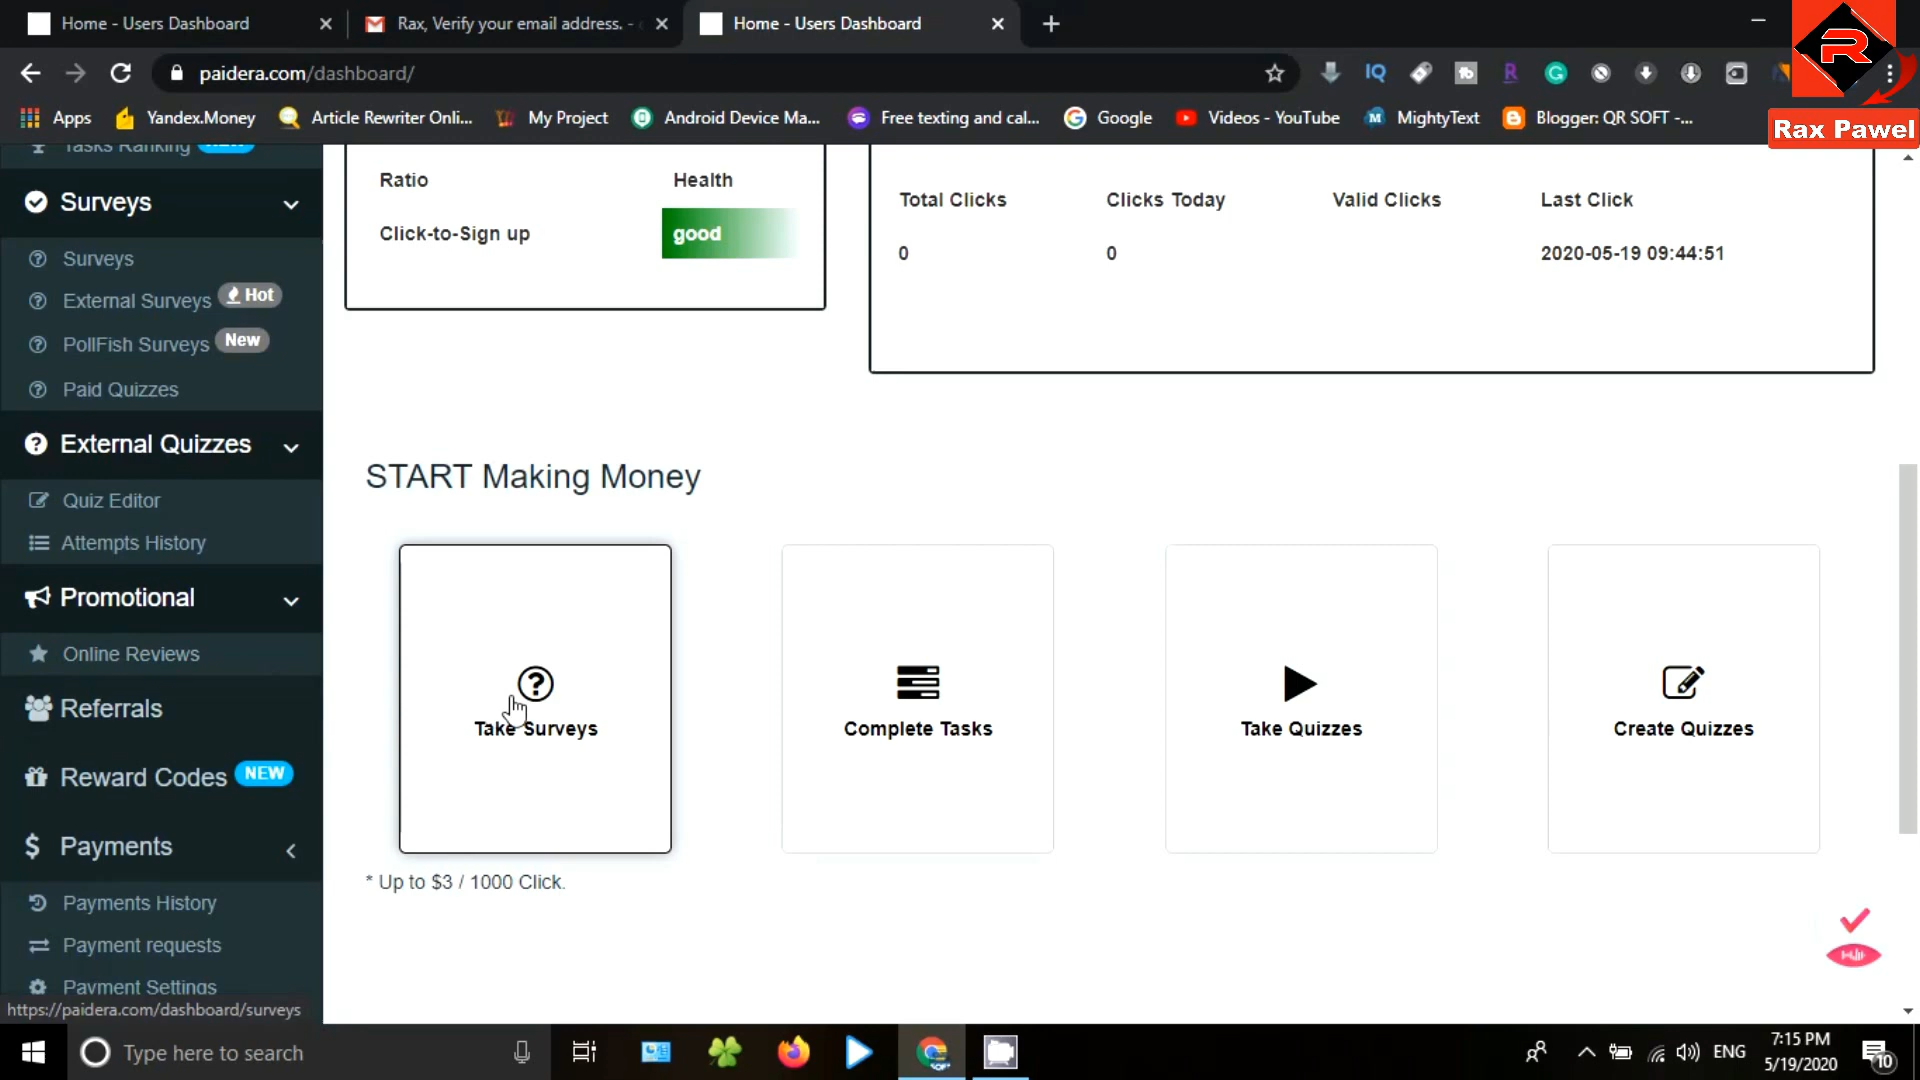 Home - Users Dashboard
Rax, Verify your email address. -
Home - Users Dashboard
paidera.com/dashboard/
Apps
Yandex.Money
Article Rewriter Onli...
My Project
Android Device Ma...
Free texting and cal...
Google
Videos - YouTube
MightyText
Blogger: QR SOFT -...
Rax Pawel
Tasks Ranking
Surveys
Surveys
External Surveys Hot
PollFish Surveys New
Paid Quizzes
External Quizzes
Quiz Editor
Attempts History
Promotional
Online Reviews
Referrals
Reward Codes NEW
Payments
Payments History
Payment requests
Payment Settings
https://paidera.com/dashboard/surveys
Ratio Health
Click-to-Sign up good
Total Clicks Clicks Today Valid Clicks Last Click
0 0 2020-05-19 09:44:51
START Making Money
Take Surveys
Complete Tasks
Take Quizzes
Create Quizzes
* Up to $3 / 1000 Click.
Type here to search
ENG
7:15 PM
5/19/2020
10